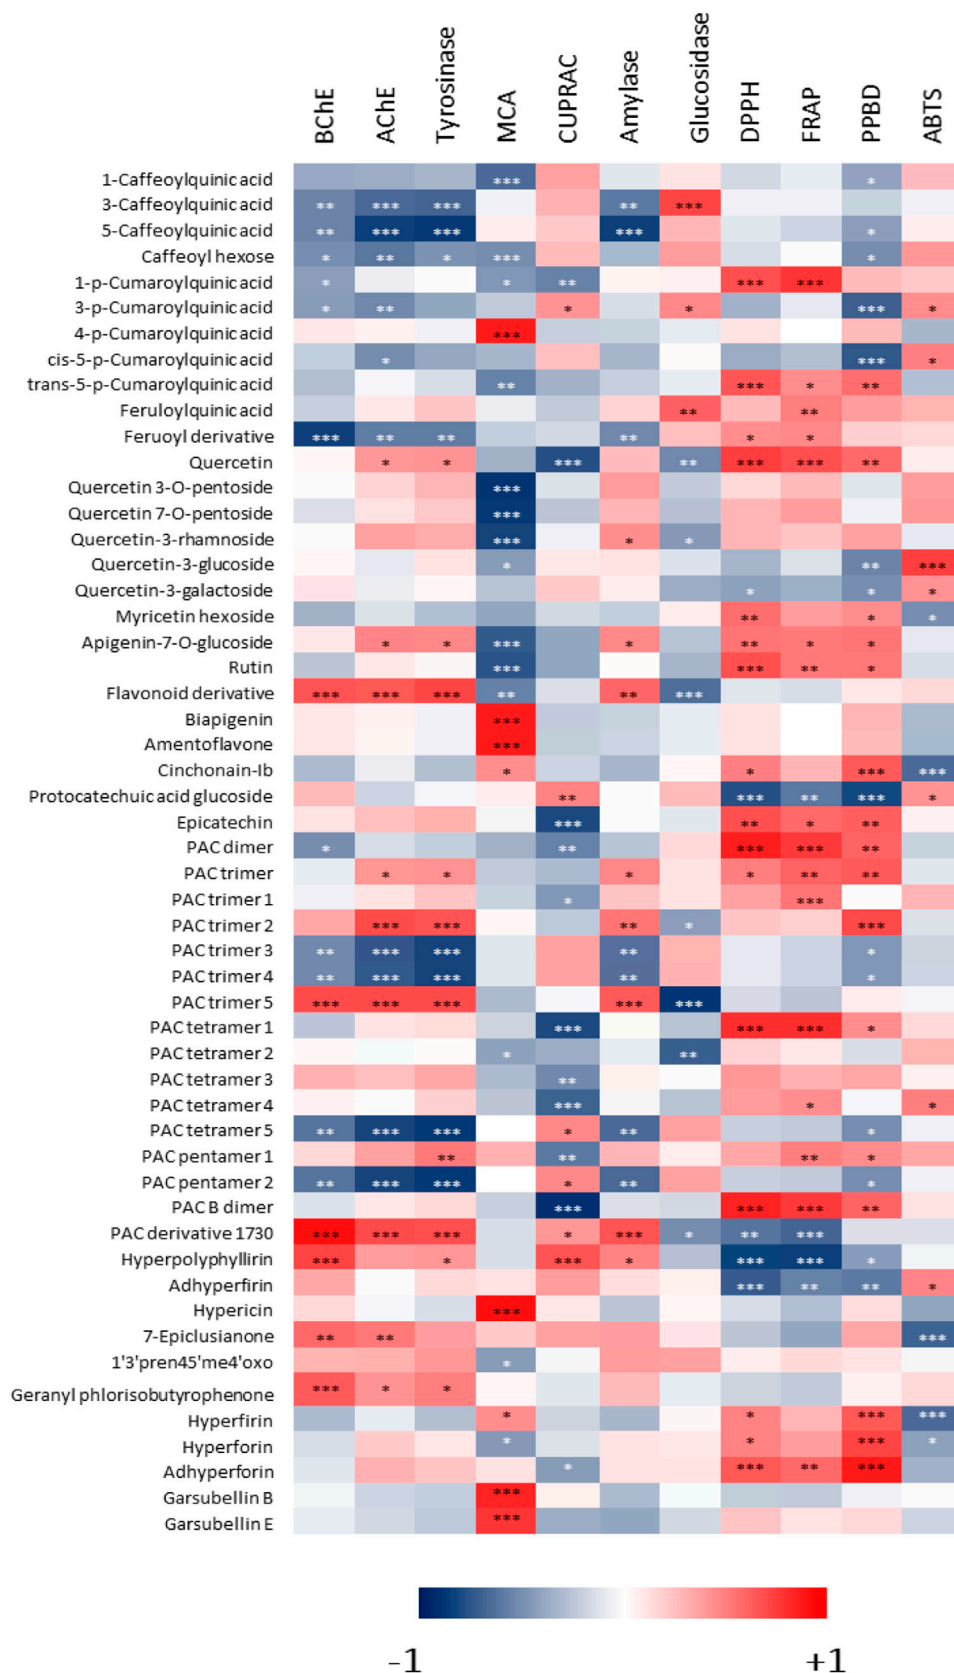 BChE AChE Tyrosinase MCA CUPRAC Amylase Glucosidase DPPH FRAP PPBD ABTS
1-Caffeoylquinic acid *** *
3-Caffeoylquinic acid ** *** *** ** ***
5-Caffeoylquinic acid ** *** *** *** *
Caffeoyl hexose * ** * *** *
1-p-Cumaroylquinic acid * * ** *** ***
3-p-Cumaroylquinic acid * ** * * *** *
4-p-Cumaroylquinic acid ***
cis-5-p-Cumaroylquinic acid * *** *
trans-5-p-Cumaroylquinic acid ** *** * **
Feruloylquinic acid ** **
Feruoyl derivative *** ** ** ** * *
Quercetin * * *** ** *** *** **
Quercetin 3-O-pentoside ***
Quercetin 7-O-pentoside ***
Quercetin-3-rhamnoside *** * *
Quercetin-3-glucoside * ** ***
Quercetin-3-galactoside * * *
Myricetin hexoside ** * *
Apigenin-7-O-glucoside * * *** * ** * *
Rutin *** *** ** *
Flavonoid derivative *** *** *** ** ** ***
Biapigenin ***
Amentoflavone ***
Cinchonain-Ib * * *** ***
Protocatechuic acid glucoside ** *** ** *** *
Epicatechin *** ** * **
PAC dimer * ** *** *** **
PAC trimer * * * * ** **
PAC trimer 1 * ***
PAC trimer 2 *** *** ** * ***
PAC trimer 3 ** *** *** ** *
PAC trimer 4 ** *** *** ** *
PAC trimer 5 *** *** *** *** ***
PAC tetramer 1 *** *** *** *
PAC tetramer 2 * **
PAC tetramer 3 **
PAC tetramer 4 *** * *
PAC tetramer 5 ** *** *** * ** *
PAC pentamer 1 ** ** ** *
PAC pentamer 2 ** *** *** * ** *
PAC B dimer *** *** *** **
PAC derivative 1730 *** *** *** * *** * ** ***
Hyperpolyphyllirin *** * *** * *** *** *
Adhyperfirin *** ** ** *
Hypericin ***
7-Epiclusianone ** ** ***
1'3'pren45'me4'oxo *
Geranyl phlorisobutyrophenone *** * *
Hyperfirin * * *** ***
Hyperforin * * *** *
Adhyperforin * *** ** ***
Garsubellin B ***
Garsubellin E ***
-1 +1